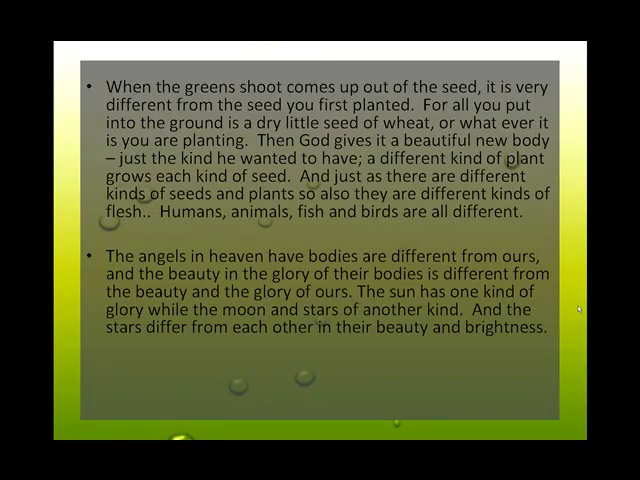 • When the greens shoot comes up out of the seed, it is very
different from the seed you first planted. For all you put
into the ground is a dry little seed of wheat, or what ever it
is you are planting. Then God gives it a beautiful new body
– just the kind he wanted to have; a different kind of plant
grows each kind of seed. And just as there are different
kinds of seeds and plants so also they are different kinds of
flesh.. Humans, animals, fish and birds are all different.
• The angels in heaven have bodies are different from ours,
and the beauty in the glory of their bodies is different from
the beauty and the glory of ours. The sun has one kind of
glory while the moon and stars of another kind. And the
stars differ from each other in their beauty and brightness.